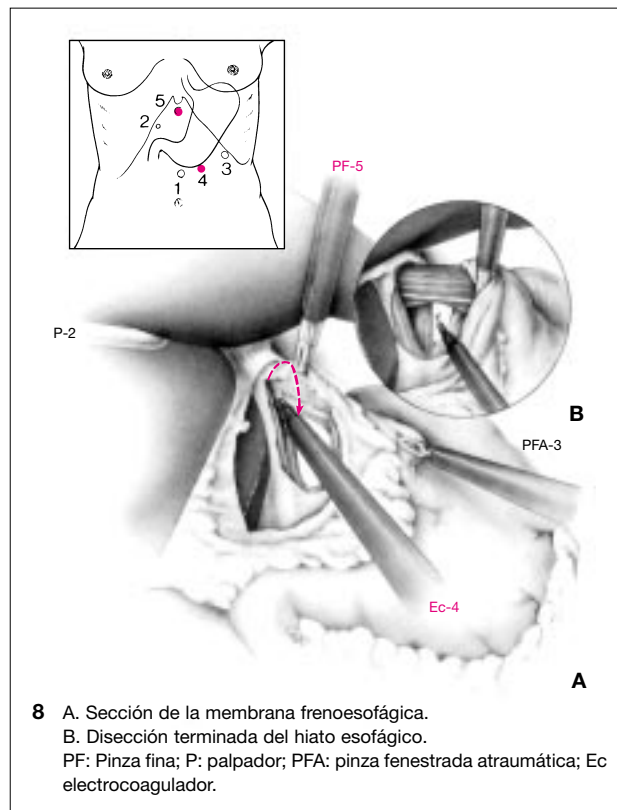 5
2
3
1
4
PF-5
P-2
B
PFA-3
Ec-4
A
8 A. Sección de la membrana frenoesofágica.
B. Disección terminada del hiato esofágico.
PF: Pinza fina; P: palpador; PFA: pinza fenestrada atraumática; Ec
electrocoagulador.